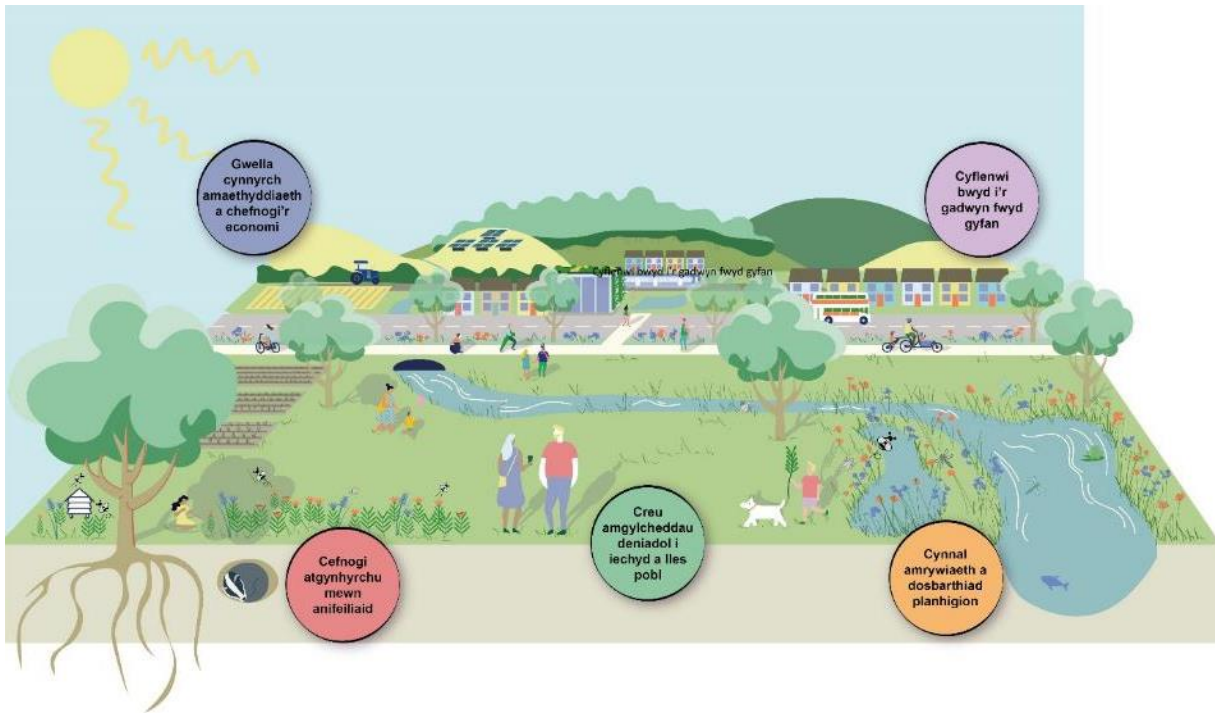 Gwella
cynnyrch
amaethyddiaeth
a chefnogi'r
economi
Cyflenwi
bwyd i'r
gadwyn fwyd
gyfan
Cyflenwi bwyd i'r gadwyn fwyd gyfan
Creu
amgylcheddau
deniadol i
iechyd a lles
pobl
Cefnogi
atgynhyrchu
mewn
anifeiliaid
Cynnal
amrywiaeth a
dosbarthiad
planhigion